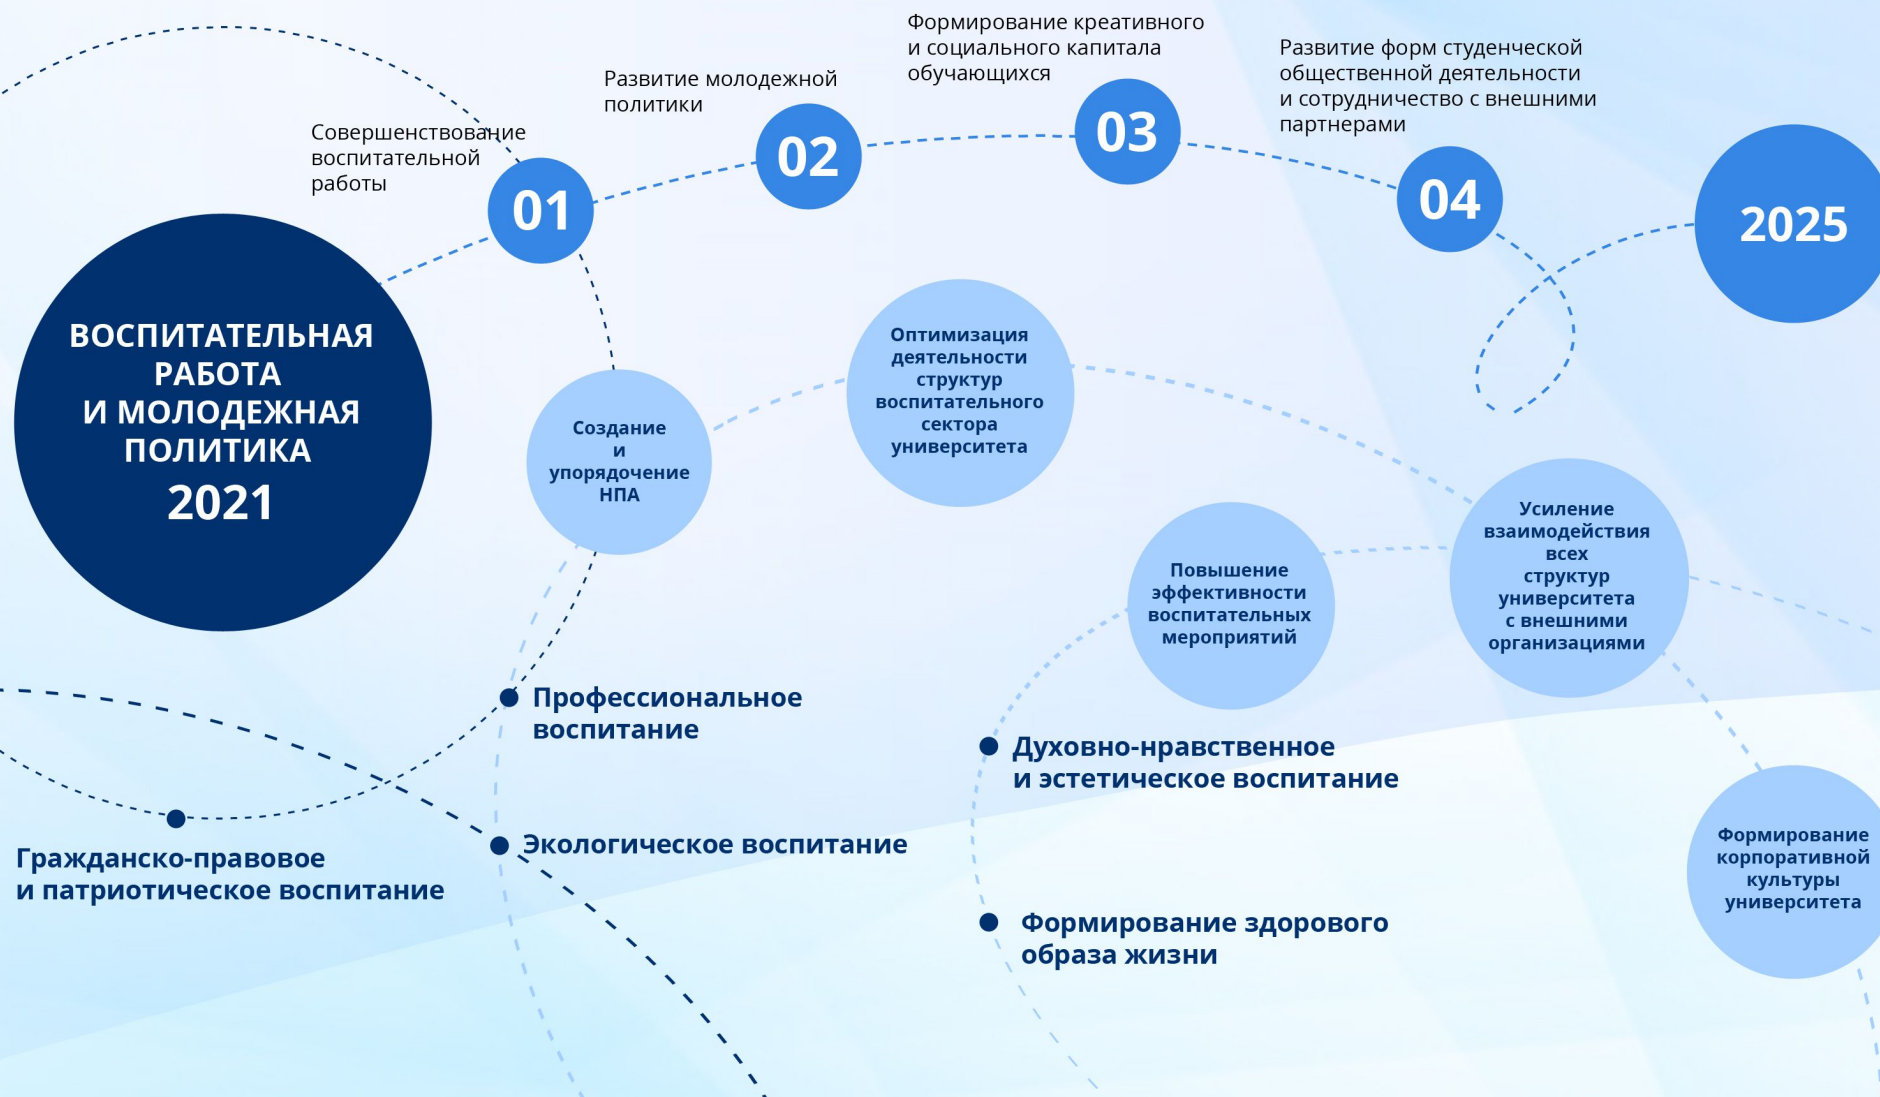 Совершенствование
воспитательной
работы
01
Развитие молодежной
политики
02
Формирование креативного
и социального капитала
обучающихся
03
Развитие форм студенческой
общественной деятельности
и сотрудничество с внешними
партнерами
04
2025
ВОСПИТАТЕЛЬНАЯ
РАБОТА
И МОЛОДЕЖНАЯ
ПОЛИТИКА
2021
Создание
и
упорядочение
НПА
Оптимизация
деятельности
структур
воспитательного
сектора
университета
Повышение
эффективности
воспитательных
мероприятий
Усиление
взаимодействия
всех
структур
университета
с внешними
организациями
Формирование
корпоративной
культуры
университета
Профессиональное
воспитание
Духовно-нравственное
и эстетическое воспитание
Экологическое воспитание
Гражданско-правовое
и патриотическое воспитание
Формирование здорового
образа жизни